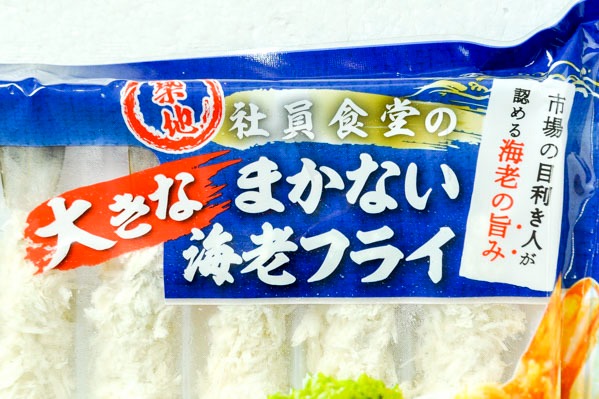 築地
社員食堂の
大きな
まかない
海老フライ
市場の目利き人が
認める海老の旨み